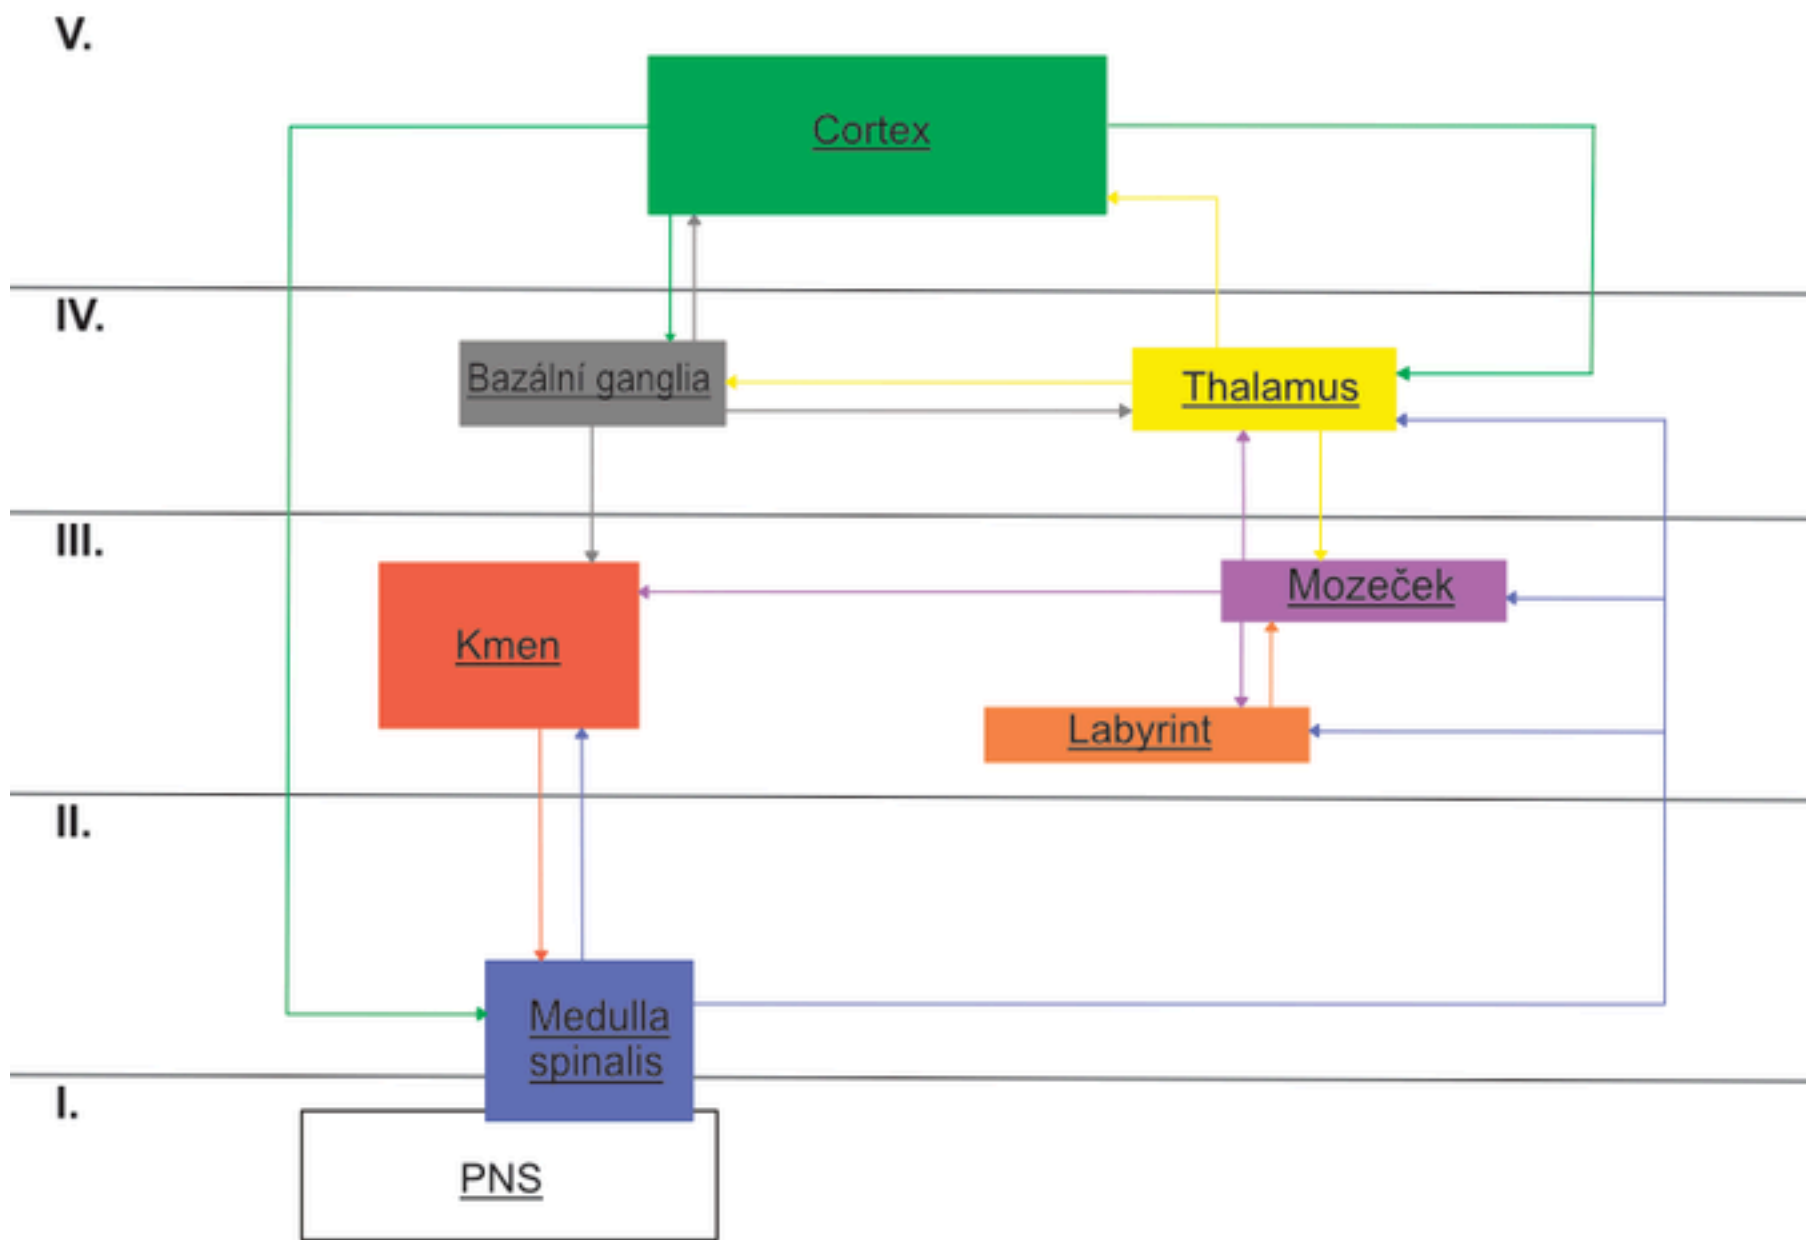 V.
Cortex
IV.
Bazální ganglia
Thalamus
III.
Mozeček
Kmen
Labyrint
II.
Medulla
spinalis
I.
PNS